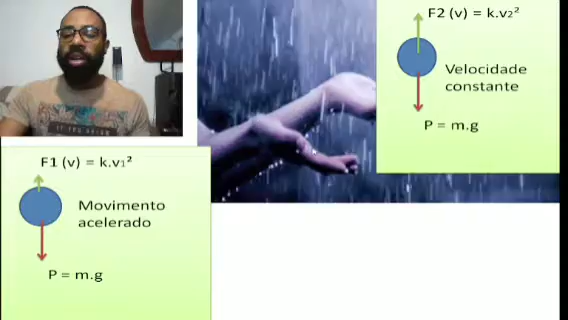 F2 (v) = k.v₂²
Velocidade
constante
P = m.g
F1 (v) = k.v₁²
Movimento
acelerado
P = m.g